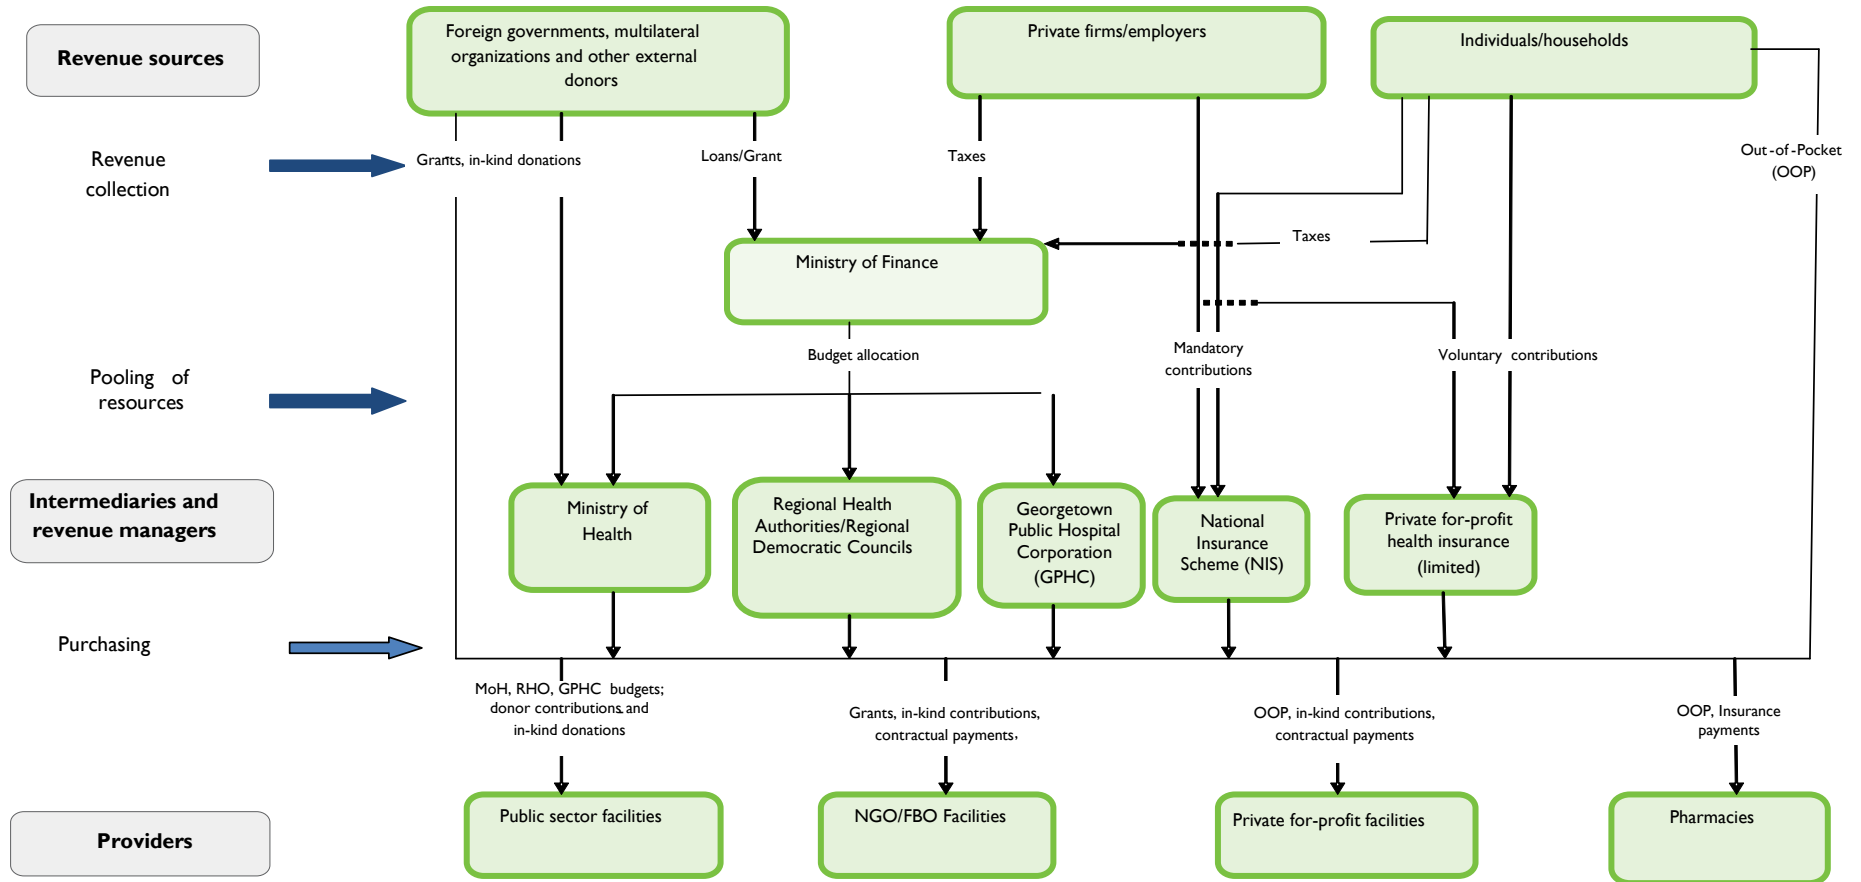 Revenue sources
Foreign governments, multilateral
organizations and other external
donors
Private firms/employers
Individuals/households
Revenue
collection
Grants, in-kind donations
Loans/Grant
Taxes
Out-of-Pocket
(OOP)
Taxes
Ministry of Finance
Budget allocation
Mandatory
contributions
Voluntary contributions
Pooling of
resources
Intermediaries and
revenue managers
Ministry of
Health
Regional Health
Authorities/Regional
Democratic Councils
Georgetown
Public Hospital
Corporation
(GPHC)
National
Insurance
Scheme (NIS)
Private for-profit
health insurance
(limited)
Purchasing
MoH, RHO, GPHC budgets;
donor contributions and
in-kind donations
Grants, in-kind contributions,
contractual payments,
OOP, in-kind contributions,
contractual payments
OOP, Insurance
payments
Providers
Public sector facilities
NGO/FBO Facilities
Private for-profit facilities
Pharmacies